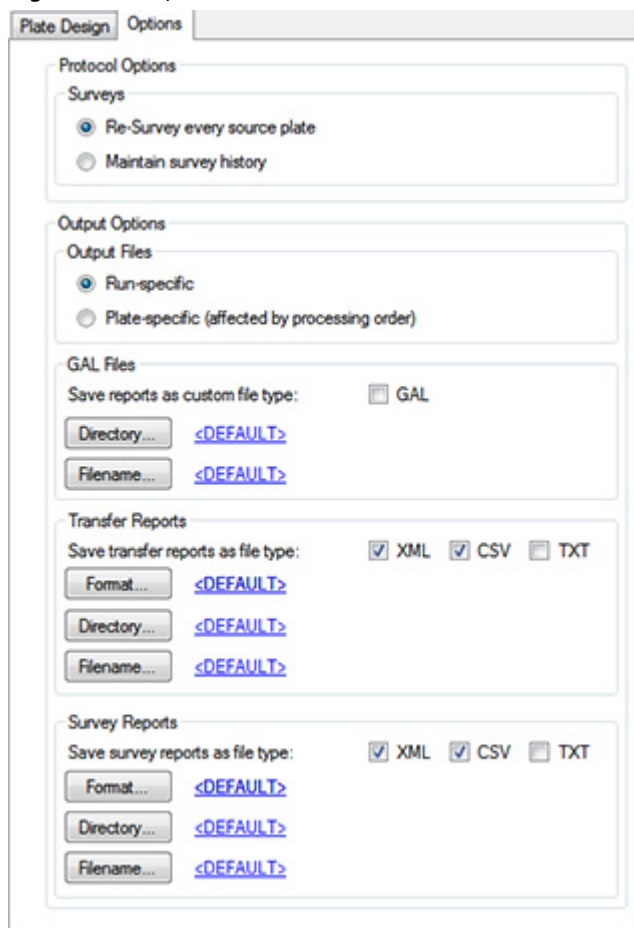 Plate Design Options
Protocol Options
Surveys
Re-Survey every source plate
Maintain survey history
Output Options
Output Files
Run-specific
Plate-specific (affected by processing order)
GAL Files
Save reports as custom file type: GAL
Directory... <DEFAULT>
Filename... <DEFAULT>
Transfer Reports
Save transfer reports as file type: XML CSV TXT
Format... <DEFAULT>
Directory... <DEFAULT>
Filename... <DEFAULT>
Survey Reports
Save survey reports as file type: XML CSV TXT
Format... <DEFAULT>
Directory... <DEFAULT>
Filename... <DEFAULT>